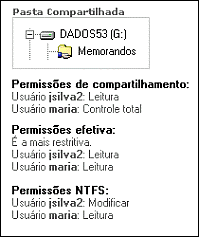 Pasta Compartilhada
DADOS53 (G:)
Memorandos
Permissões de compartilhamento:
Usuário jsilva2: Leitura
Usuário maria: Controle total
Permissões efetiva:
É a mais restritiva.
Usuário jsilva2: Leitura
Usuário maria: Leitura
Permissões NTFS:
Usuário jsilva2: Modificar
Usuário maria: Leitura